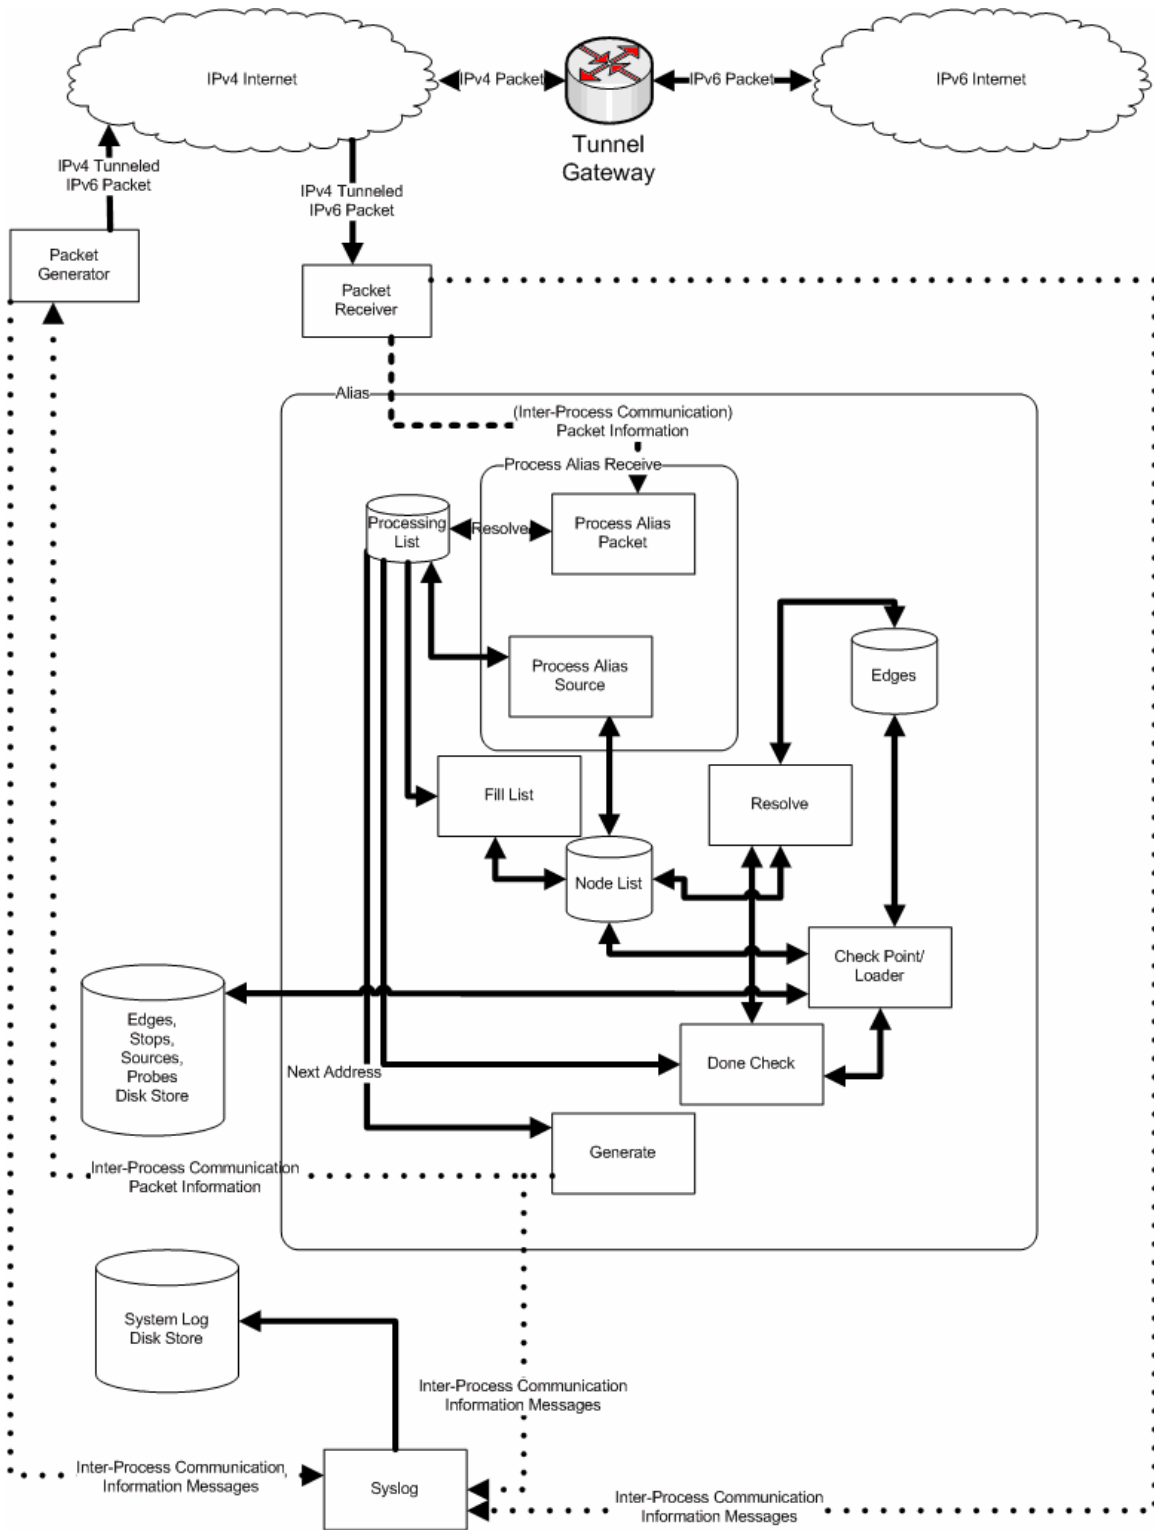 IPv4 Internet
IPv4 Packet
IPv6 Packet
IPv6 Internet
Tunnel
Gateway
IPv4 Tunneled
IPv6 Packet
IPv4 Tunneled
IPv6 Packet
Packet
Generator
Packet
Receiver
Alias
(Inter-Process Communication)
Packet Information
Process Alias Receive
Processing
List
Resolve
Process Alias
Packet
Process Alias
Source
Edges
Fill List
Resolve
Node List
Check Point/
Loader
Edges,
Stops,
Sources,
Probes
Disk Store
Done Check
Next Address
Generate
Inter-Process Communication
Packet Information
System Log
Disk Store
Inter-Process Communication
Information Messages
Inter-Process Communication
Information Messages
Syslog
Inter-Process Communication
Information Messages